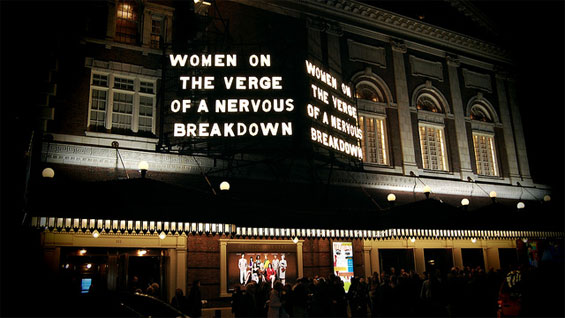 WOMEN ON
THE VERGE
OF A NERVOUS
BREAKDOWN
WOMEN ON
THE VERGE
OF A NERVOUS
BREAKDOWN